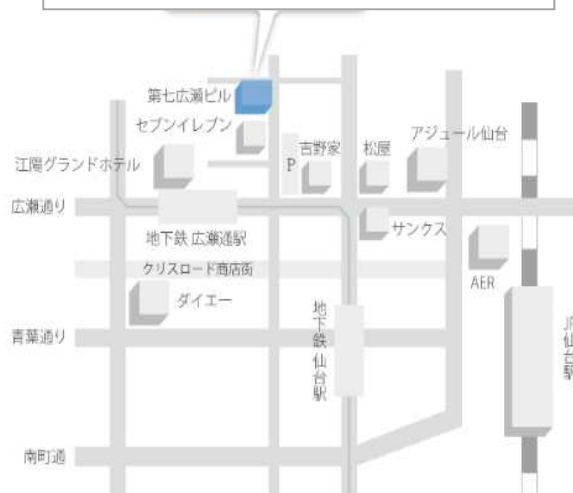 第七広瀬ビル
セブンイレブン
江陽グランドホテル
P
吉野家
松屋
アジュール仙台
広瀬通り
地下鉄 広瀬通駅
サンクス
クリスロード商店街
AER
ダイエー
青葉通り
地下鉄 仙台駅
JR仙台駅
南町通